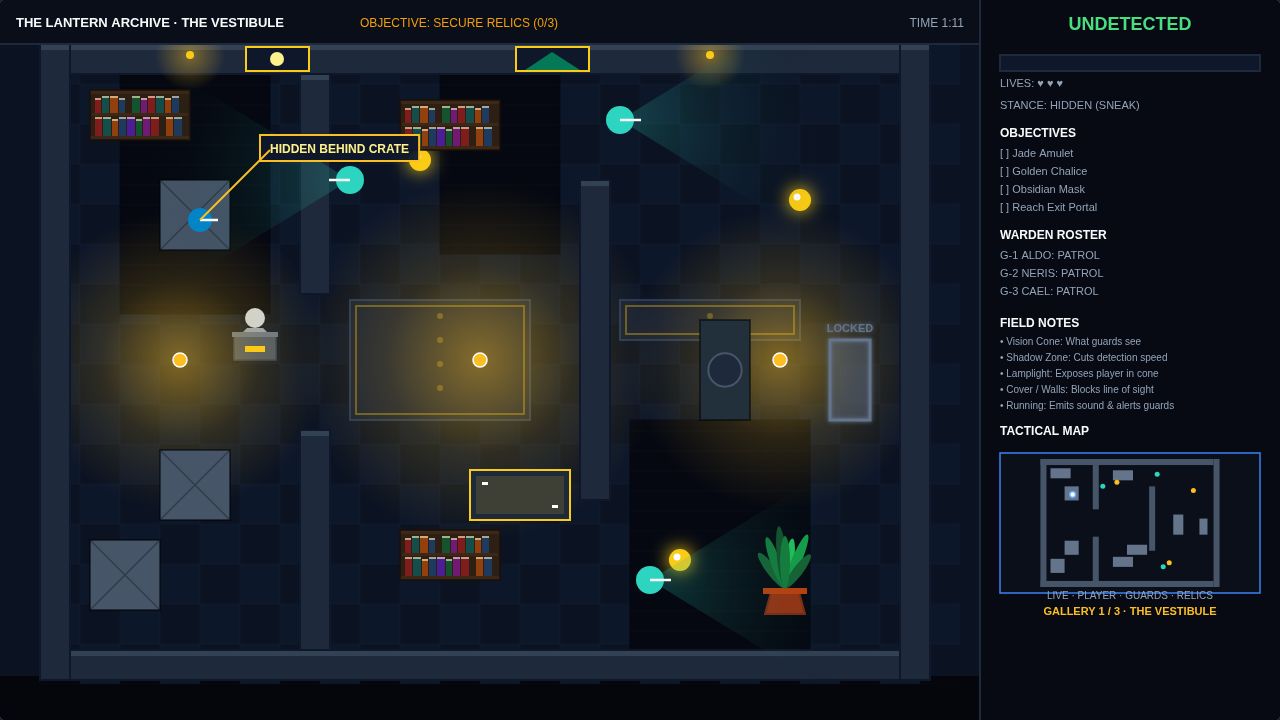 THE LANTERN ARCHIVE · THE VESTIBULE
OBJECTIVE: SECURE RELICS (0/3)
TIME 1:11
HIDDEN BEHIND CRATE
LOCKED
UNDETECTED
LIVES: ♥ ♥ ♥
STANCE: HIDDEN (SNEAK)
OBJECTIVES
[ ] Jade Amulet
[ ] Golden Chalice
[ ] Obsidian Mask
[ ] Reach Exit Portal
WARDEN ROSTER
G-1 ALDO: PATROL
G-2 NERIS: PATROL
G-3 CAEL: PATROL
FIELD NOTES
• Vision Cone: What guards see
• Shadow Zone: Cuts detection speed
• Lamplight: Exposes player in cone
• Cover / Walls: Blocks line of sight
• Running: Emits sound & alerts guards
TACTICAL MAP
LIVE · PLAYER · GUARDS · RELICS
GALLERY 1 / 3 · THE VESTIBULE